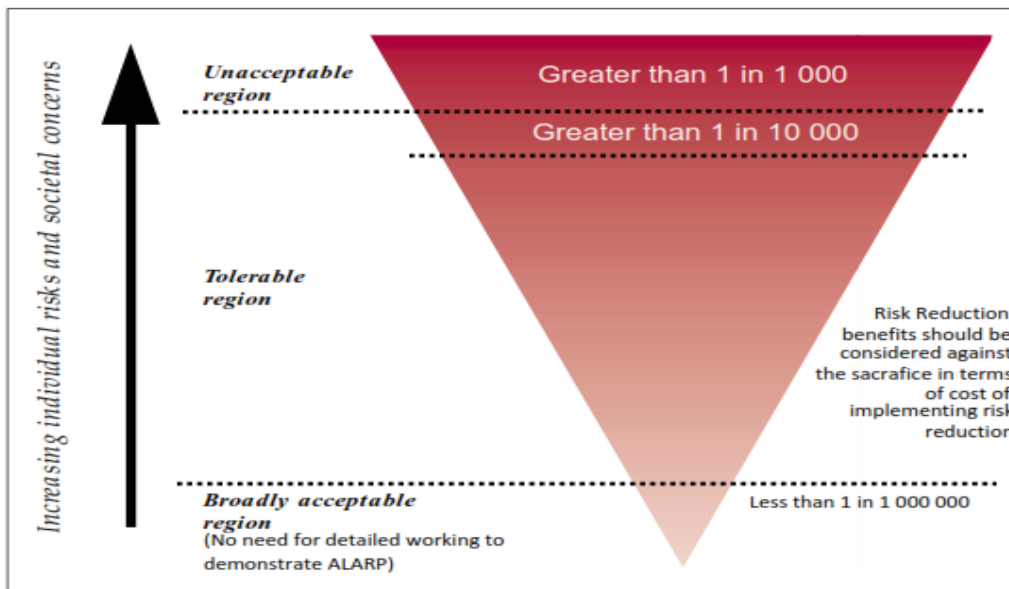 Increasing individual risks and societal concerns
Unacceptable
region
Greater than 1 in 1 000
Greater than 1 in 10 000
Tolerable
region
Risk Reduction
benefits should be
considered against
the sacrafice in terms
of cost of
implementing risk
reduction
Broadly acceptable
region
(No need for detailed working to
demonstrate ALARP)
Less than 1 in 1 000 000